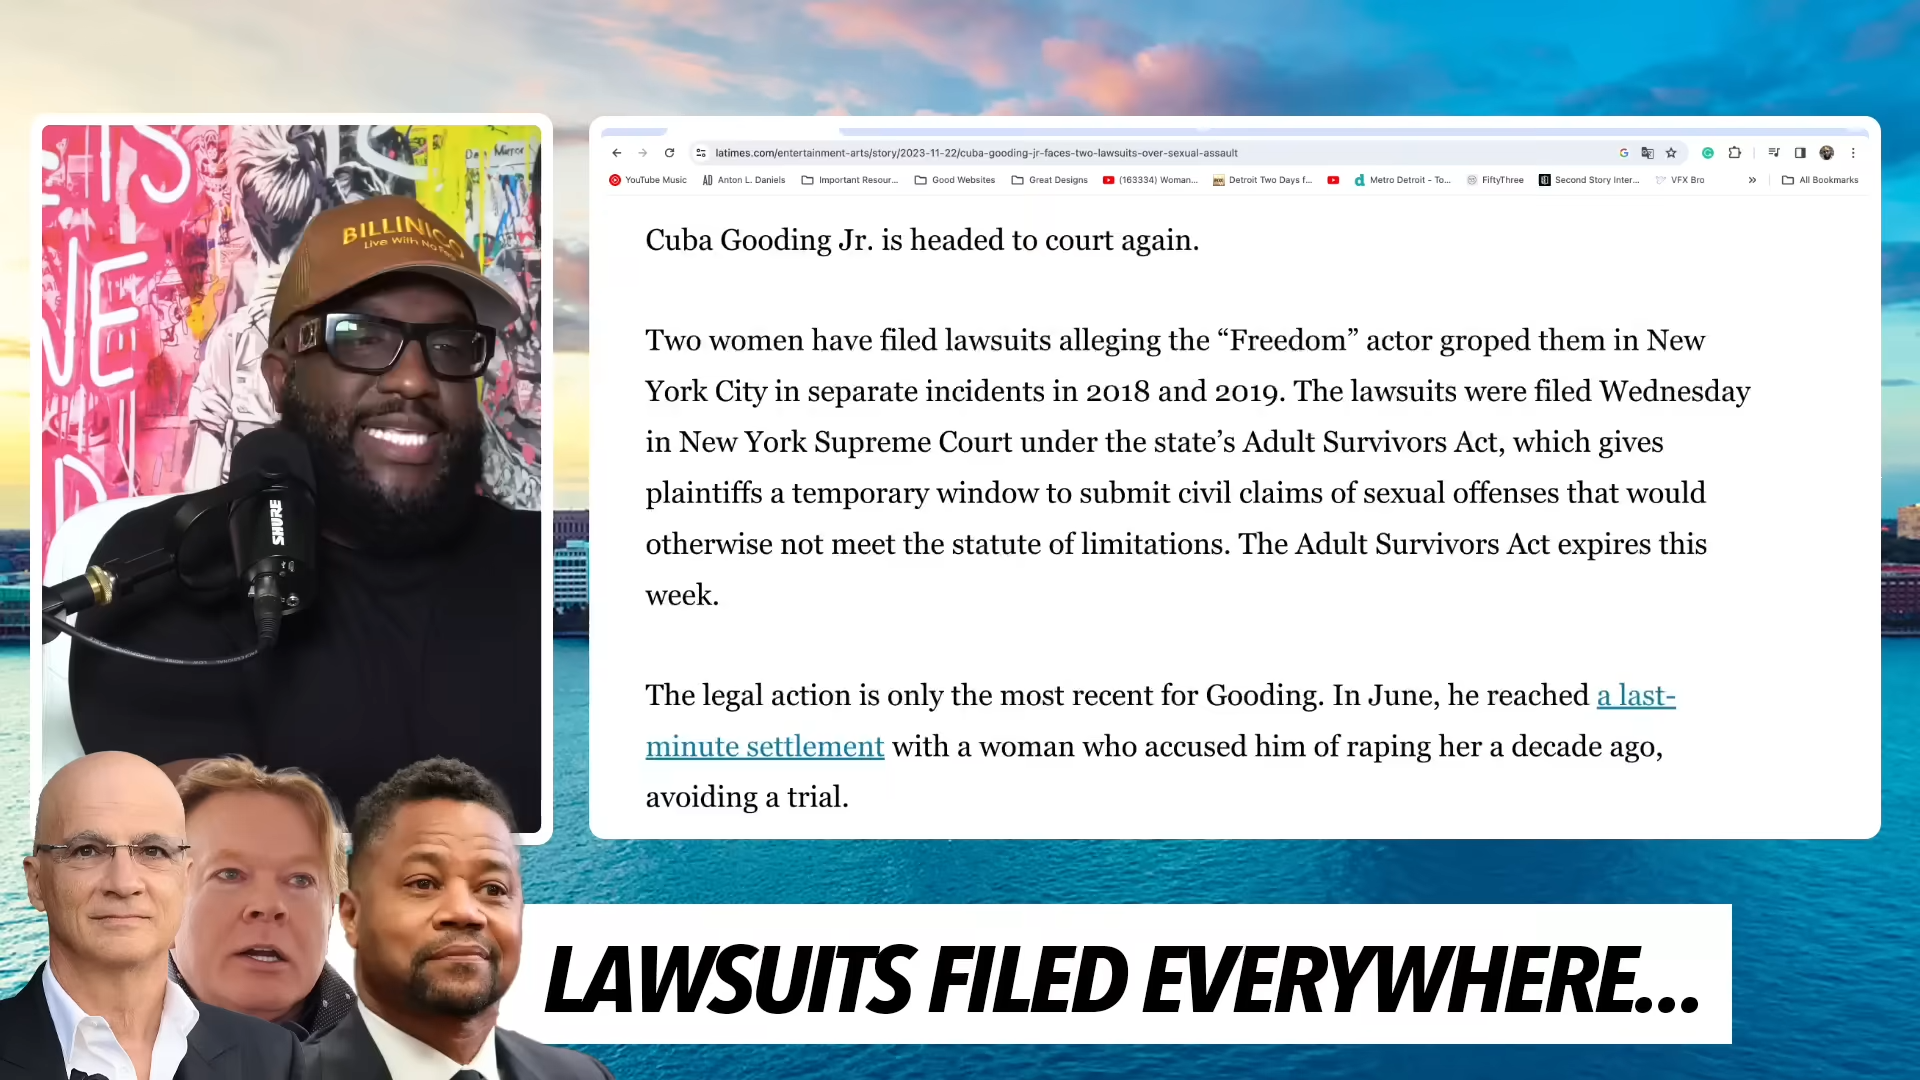 IS
NE
D
Mirror
BILLINICO
Live With No
SHURE
latimes.com/entertainment-arts/story/2023-11-22/cuba-gooding-jr-faces-two-lawsuits-over-sexual-assault
YouTube Music
Anton L. Daniels
Important Resour...
Good Websites
Great Designs
(163334) Woman...
Detroit Two Days f...
Metro Detroit - To...
FiftyThree
Second Story Inter...
VFX Bro
»
All Bookmarks
Cuba Gooding Jr. is headed to court again.
Two women have filed lawsuits alleging the “Freedom” actor groped them in New
York City in separate incidents in 2018 and 2019. The lawsuits were filed Wednesday
in New York Supreme Court under the state’s Adult Survivors Act, which gives
plaintiffs a temporary window to submit civil claims of sexual offenses that would
otherwise not meet the statute of limitations. The Adult Survivors Act expires this
week.
The legal action is only the most recent for Gooding. In June, he reached a last-
minute settlement with a woman who accused him of raping her a decade ago,
avoiding a trial.
LAWSUITS FILED EVERYWHERE...